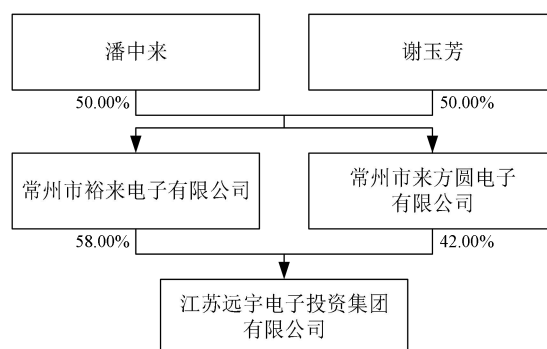 潘中来
谢玉芳
50.00%
50.00%
常州市裕来电子有限公司
常州市来方圆电子
有限公司
58.00%
42.00%
江苏远宇电子投资集团
有限公司